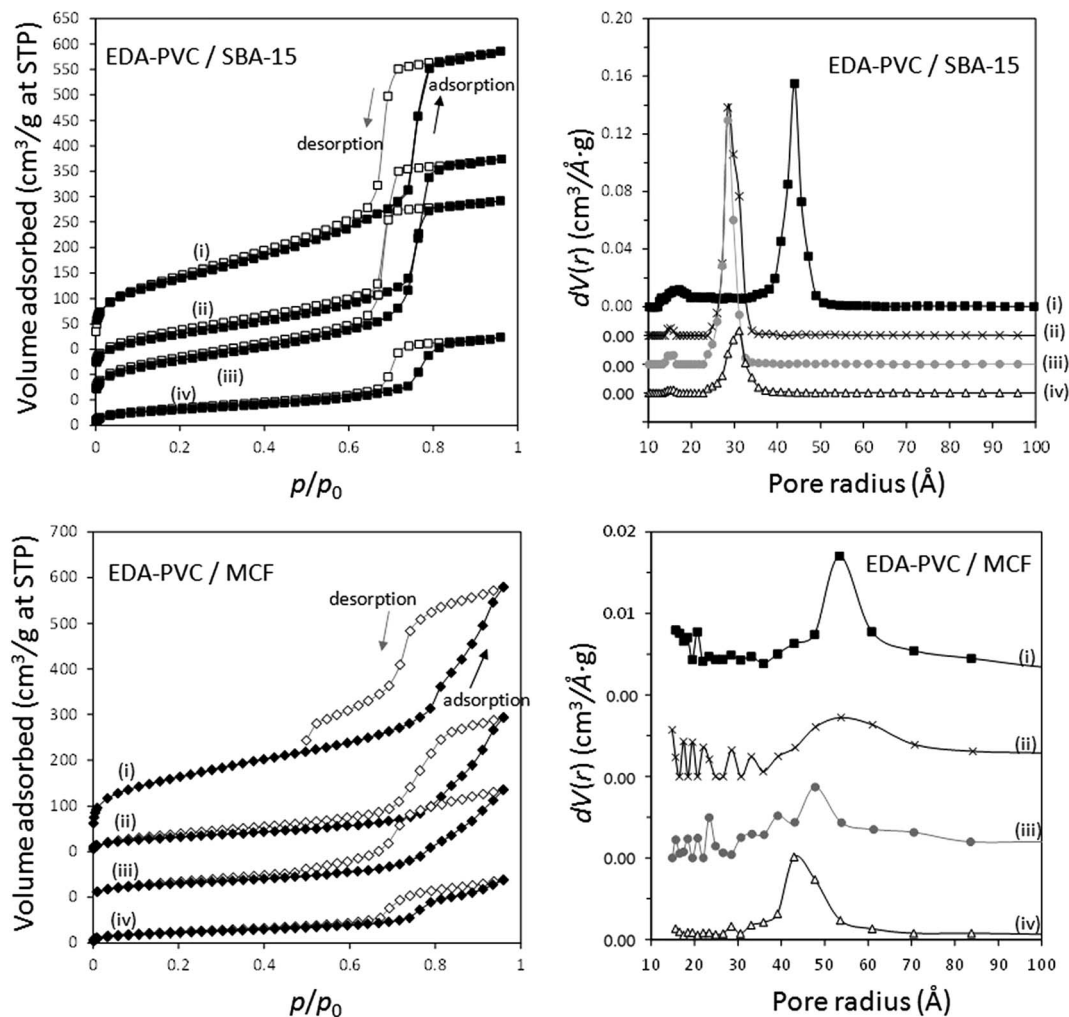 EDA-PVC / SBA-15
Volume adsorbed (cm³/g at STP)
650
600
550
500
450
400
350
300
250
200
150
100
50
0
0
0
0
desorption
adsorption
(i)
(ii)
(iii)
(iv)
0
0.2
0.4
0.6
0.8
1
p/p₀
EDA-PVC / SBA-15
dV(r) (cm³/Å·g)
0.20
0.16
0.12
0.08
0.04
0.00
0.00
0.00
0.00
(i)
(ii)
(iii)
(iv)
10
20
30
40
50
60
70
80
90
100
Pore radius (Å)
EDA-PVC / MCF
Volume adsorbed (cm³/g at STP)
700
600
500
400
300
200
100
0
0
0
desorption
adsorption
(i)
(ii)
(iii)
(iv)
0
0.2
0.4
0.6
0.8
1
p/p₀
EDA-PVC / MCF
dV(r) (cm³/Å·g)
0.02
0.01
0.00
0.00
0.00
0.00
(i)
(ii)
(iii)
(iv)
10
20
30
40
50
60
70
80
90
100
Pore radius (Å)